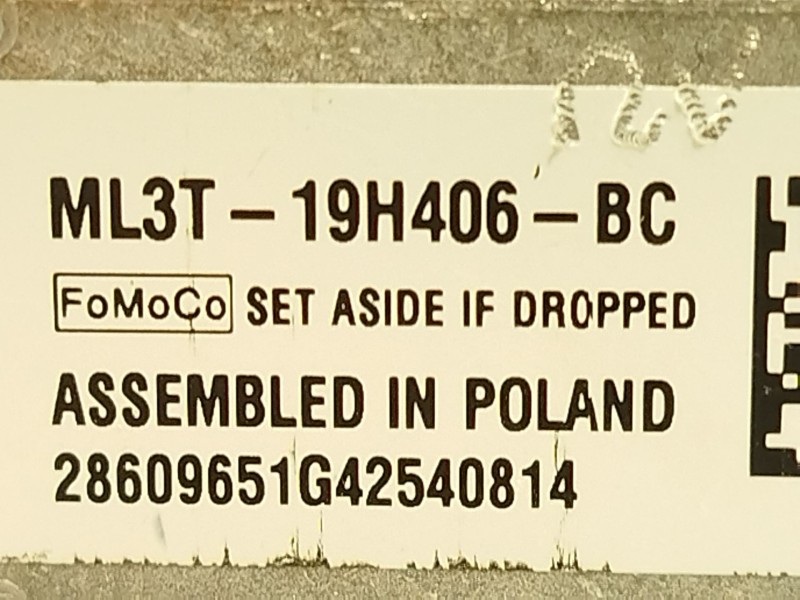 ML3T-19H406-BC
FoMoCo SET ASIDE IF DROPPED
ASSEMBLED IN POLAND
28609651G42540814